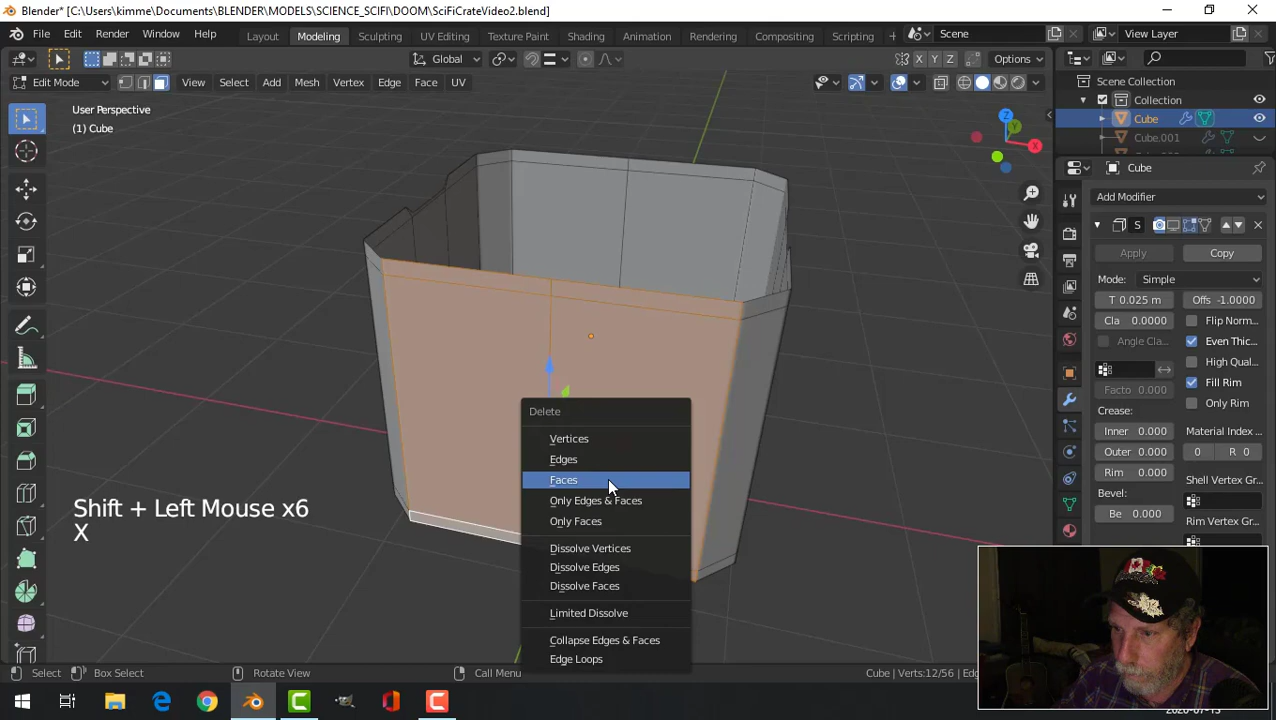 Blender* [C:\Users\kimme\Documents\BLENDER\MODELS\SCIENCE_SCIFI\DOOM\SciFiCrateVideo2.blend]
File Edit Render Window Help Layout Modeling Sculpting UV Editing Texture Paint Shading Animation Rendering Compositing Scripting + Scene View Layer
Global X Y Z Options
Edit Mode View Select Add Mesh Vertex Edge Face UV
User Perspective
(1) Cube
Scene Collection
Collection
Cube
Cube.001
Cube
Add Modifier
S
Apply Copy
Mode: Simple
T 0.025 m Offs -1.0000
Cla 0.0000 Flip Norm...
Angle Cla... Even Thic...
High Qual...
Facto 0.000 Fill Rim
Only Rim
Crease: Material Index ...
Inner 0.000 0 R 0
Outer 0.000 Shell Vertex Gr...
Rim 0.000
Bevel: Rim Vertex Gr...
Be 0.000
X
Y
Z
Delete
Vertices
Edges
Faces
Only Edges & Faces
Only Faces
Dissolve Vertices
Dissolve Edges
Dissolve Faces
Limited Dissolve
Collapse Edges & Faces
Edge Loops
Shift + Left Mouse x6
X
Select Box Select Rotate View Call Menu Cube | Verts:12/56 | Edg